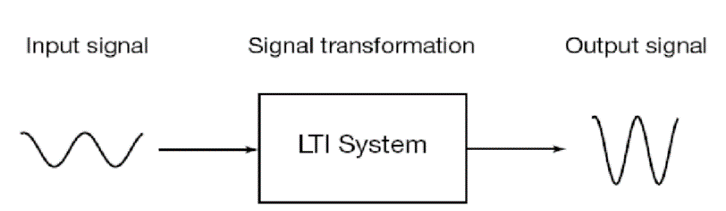 Input signal
Signal transformation
Output signal
LTI System